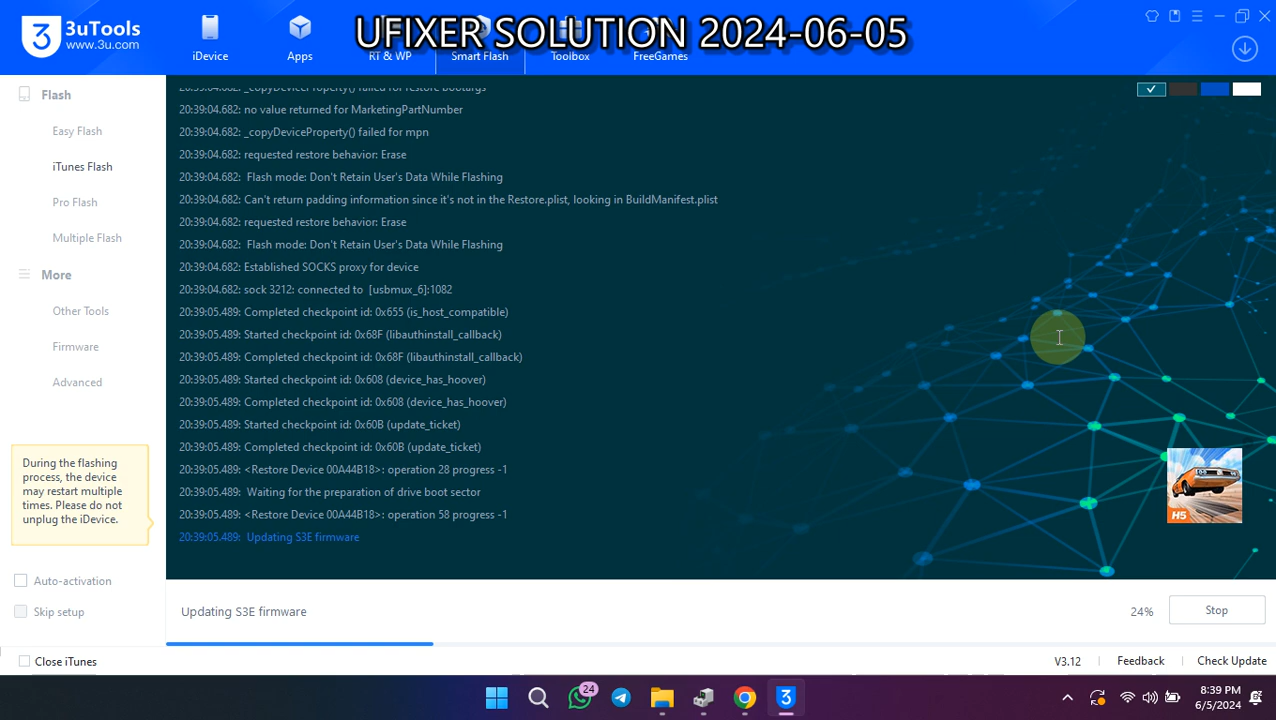 3uTools
www.3u.com
iDevice
Apps
RT & WP
Smart Flash
Toolbox
FreeGames
UFIXER SOLUTION 2024-06-05
Flash
Easy Flash
iTunes Flash
Pro Flash
Multiple Flash
More
Other Tools
Firmware
Advanced
During the flashing
process, the device
may restart multiple
times. Please do not
unplug the iDevice.
Auto-activation
Skip setup
20:39:04.682: _copyDeviceProperty() failed for restore bootargs
20:39:04.682: no value returned for MarketingPartNumber
20:39:04.682: _copyDeviceProperty() failed for mpn
20:39:04.682: requested restore behavior: Erase
20:39:04.682: Flash mode: Don't Retain User's Data While Flashing
20:39:04.682: Can't return padding information since it's not in the Restore.plist, looking in BuildManifest.plist
20:39:04.682: requested restore behavior: Erase
20:39:04.682: Flash mode: Don't Retain User's Data While Flashing
20:39:04.682: Established SOCKS proxy for device
20:39:04.682: sock 3212: connected to [usbmux_6]:1082
20:39:05.489: Completed checkpoint id: 0x655 (is_host_compatible)
20:39:05.489: Started checkpoint id: 0x68F (libauthinstall_callback)
20:39:05.489: Completed checkpoint id: 0x68F (libauthinstall_callback)
20:39:05.489: Started checkpoint id: 0x608 (device_has_hoover)
20:39:05.489: Completed checkpoint id: 0x608 (device_has_hoover)
20:39:05.489: Started checkpoint id: 0x60B (update_ticket)
20:39:05.489: Completed checkpoint id: 0x60B (update_ticket)
20:39:05.489: <Restore Device 00A44B18>: operation 28 progress -1
20:39:05.489: Waiting for the preparation of drive boot sector
20:39:05.489: <Restore Device 00A44B18>: operation 58 progress -1
20:39:05.489: Updating S3E firmware
H5
Updating S3E firmware
24%
Stop
Close iTunes
V3.12
Feedback
Check Update
24
8:39 PM
6/5/2024